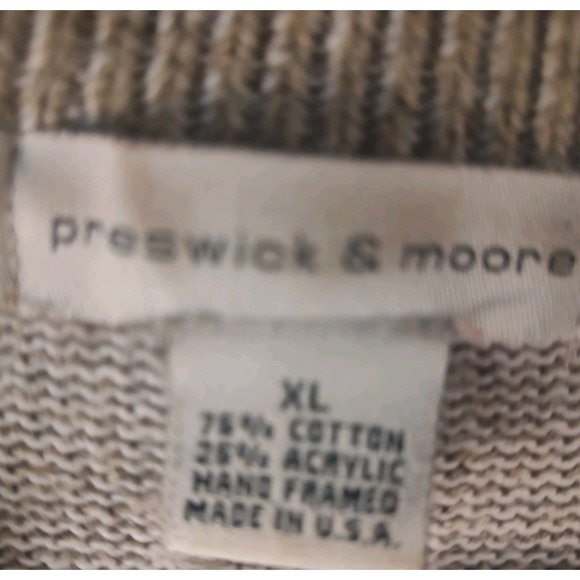 preswick & moore
XL
75% COTTON
25% ACRYLIC
HAND FRAMED
MADE IN U.S.A.